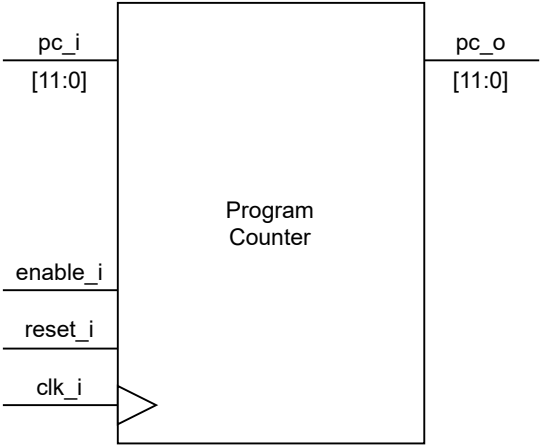 pc_i
[11:0]
pc_o
[11:0]
Program
Counter
enable_i
reset_i
clk_i